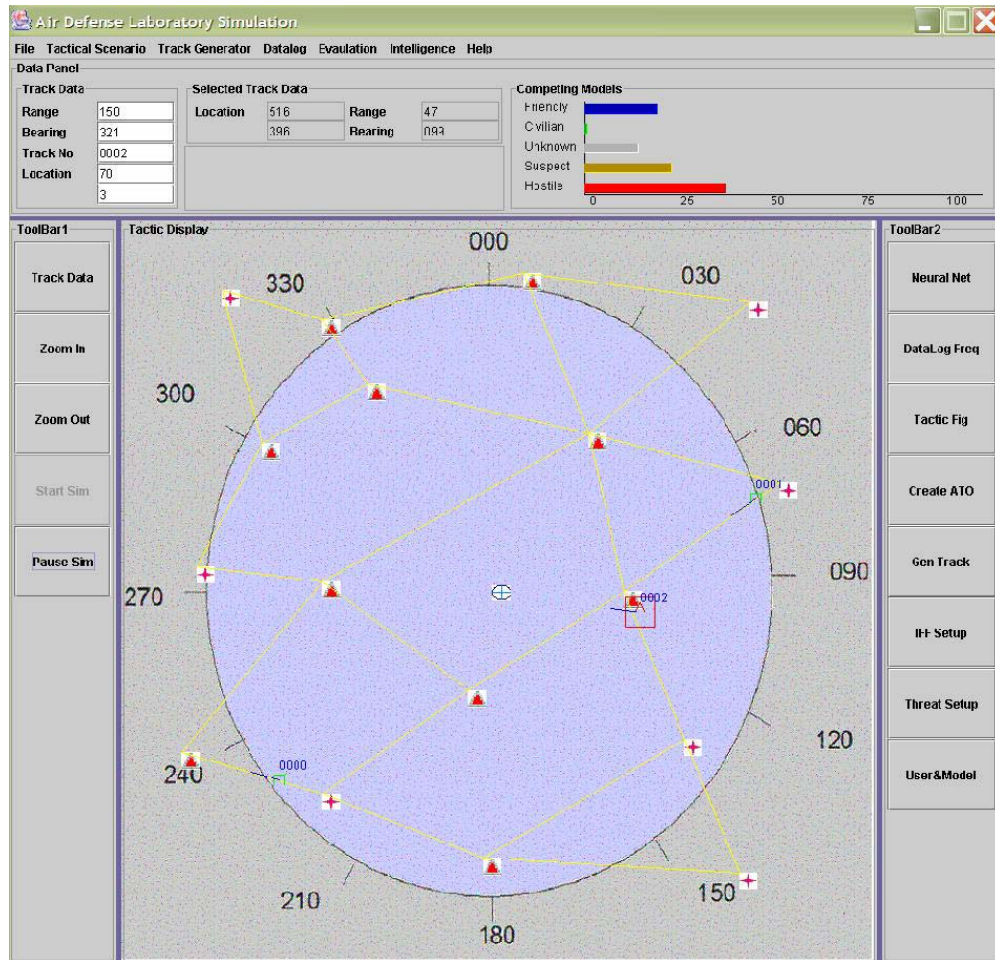 Air Defense Laboratory Simulation
File Tactical Scenario Track Generator Datalog Evaulation Intelligence Help
Data Panel
Track Data
Range 150
Bearing 321
Track No 0002
Location 70
3
Selected Track Data
Location 516 Range 47
396 Bearing 093
Competing Models
Friendly
Civilian
Unknown
Suspect
Hostile
0 25 50 75 100
ToolBar1
Track Data
Zoom In
Zoom Out
Start Sim
Pause Sim
Tactic Display
000
330
030
300
060
0001
090
270
0002
120
240
0000
150
210
180
ToolBar2
Neural Net
DataLog Freq
Tactic Fig
Create ATO
Gen Track
IFF Setup
Threat Setup
User&Model